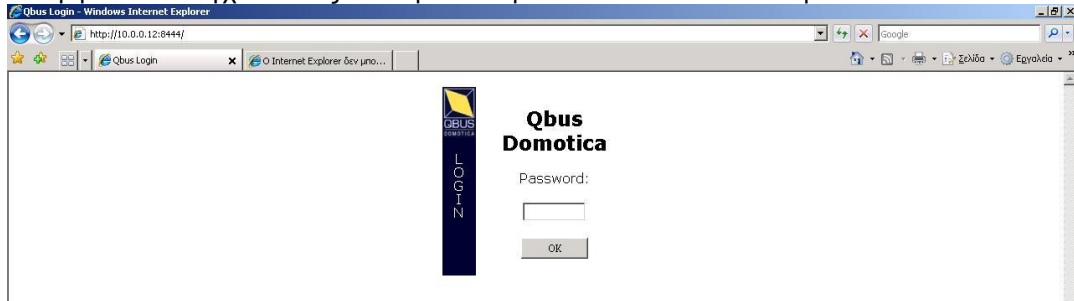 Qbus Login - Windows Internet Explorer
http://10.0.0.12:8444/
Google
Qbus Login
Ο Internet Explorer δεν μπο...
Σελίδα
Εργαλεία
QBUS
DOMOTICA
LOGIN
Qbus
Domotica
Password:
OK